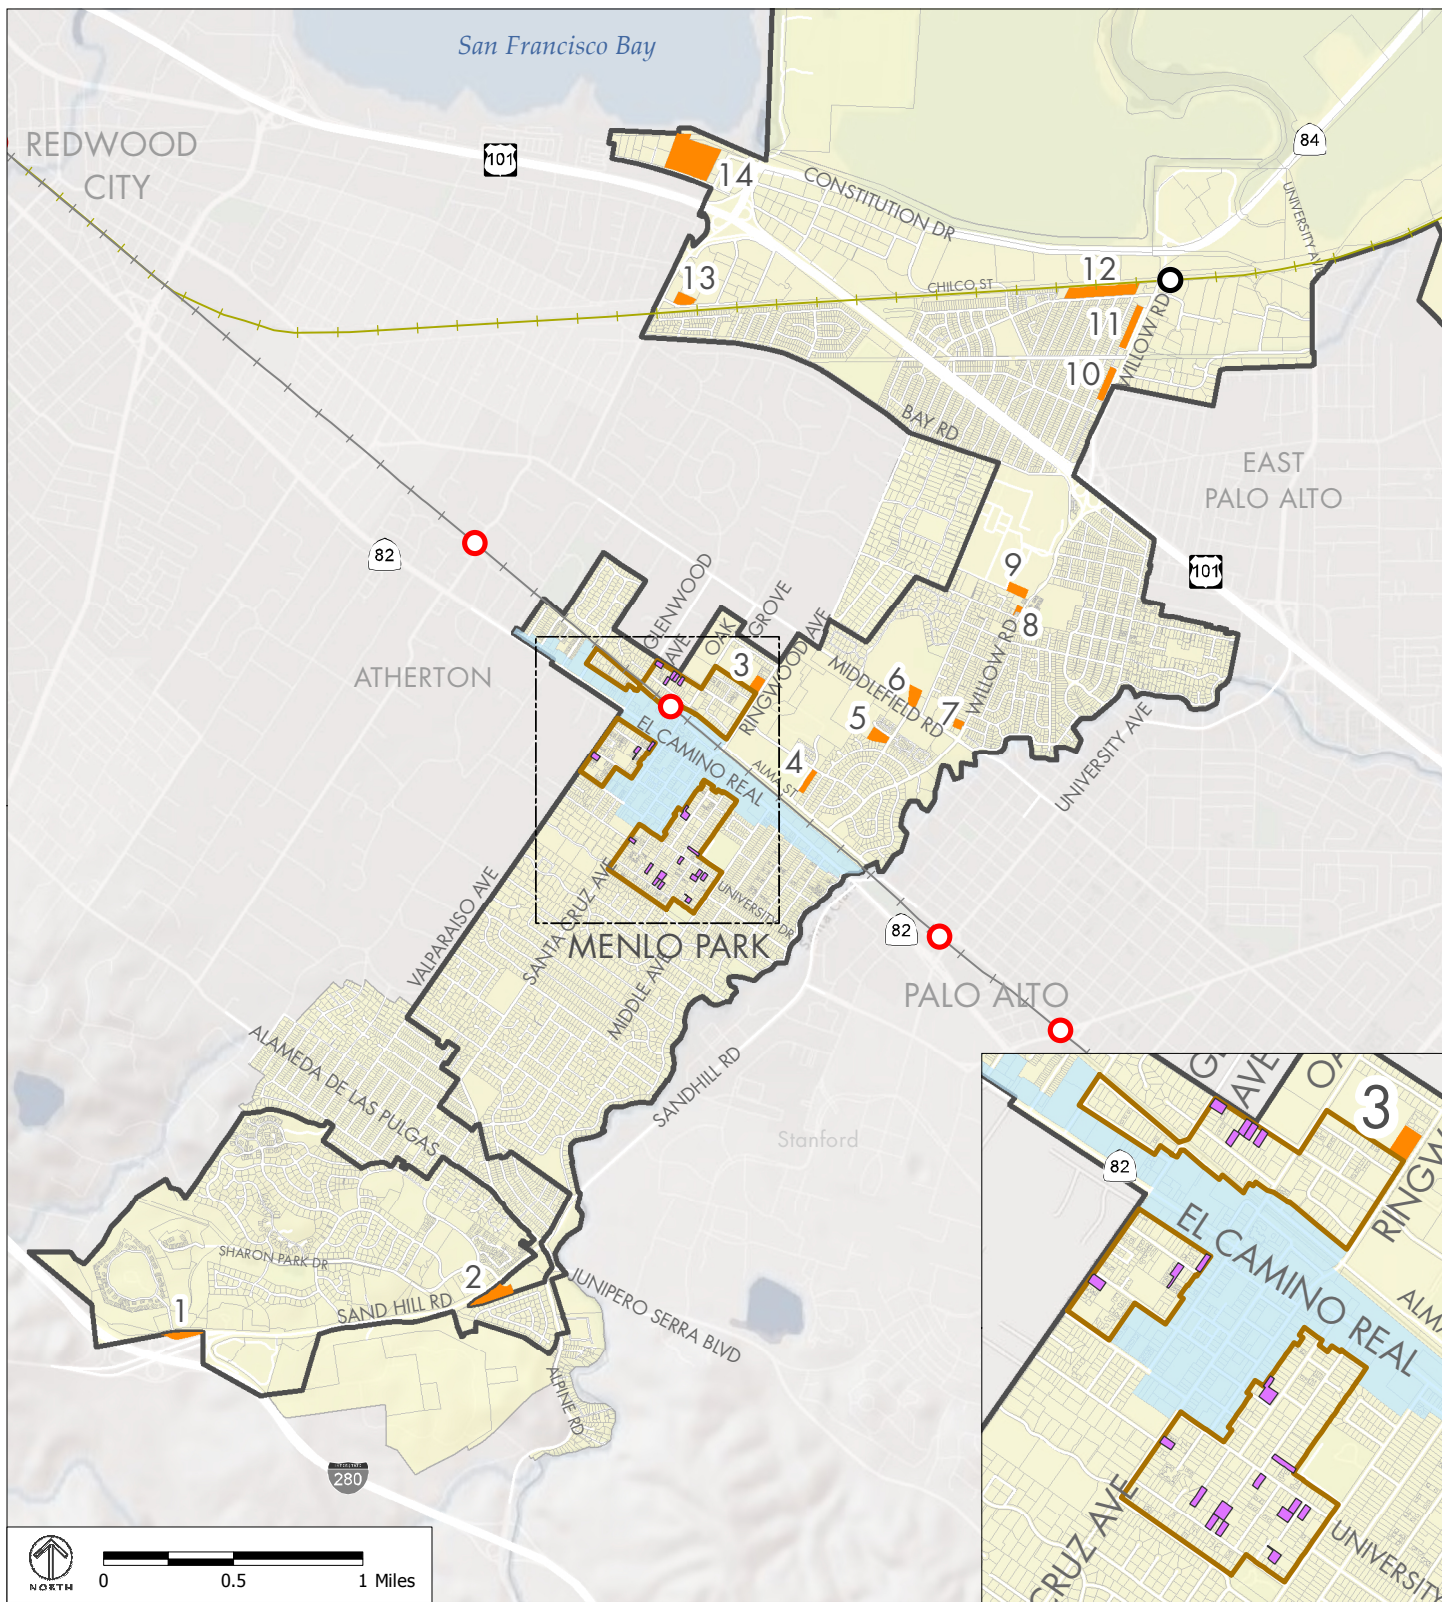 San Francisco Bay
REDWOOD
CITY
101
84
14
CONSTITUTION DR
UNIVERSITY AVE
13
12
CHILCO ST
11
WILLOW RD
10
BAY RD
EAST
PALO ALTO
82
101
9
8
GLENWOOD
AVE
OAK
GROVE
3
RINGWOOD AVE
ATHERTON
MIDDLEFIELD RD
WILLOW RD
6
7
5
4
EL CAMINO REAL
ALMA ST
UNIVERSITY AVE
VALPARAISO AVE
SANTA CRUZ AVE
UNIVERSITY DR
MENLO PARK
MIDDLE AVE
82
PALO ALTO
ALAMEDA DE LAS PULGAS
SANDHILL RD
Stanford
SHARON PARK DR
2
1
SAND HILL RD
JUNIPERO SERRA BLVD
ALPINE RD
INTERSTATE
280
NORTH
0
0.5
1 Miles
G
AVE
OA
3
RINGW
82
EL CAMINO REAL
ALMA
CRUZ AVE
UNIVERSITY